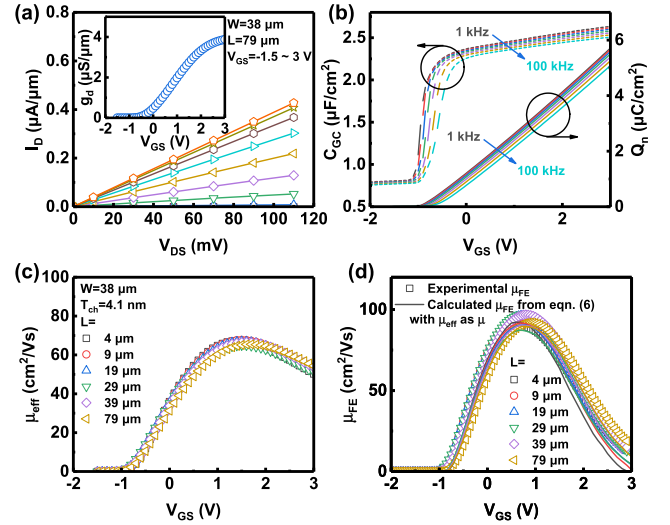 (a)
W=38 µm
L=79 µm
V_GS=-1.5 ~ 3 V
g_d (µS/µm)
4
2
0
-2 -1 0 1 2 3
V_GS (V)
I_D (µA/µm)
0.6
0.4
0.2
0.0
0 30 60 90 120
V_DS (mV)
(b)
1 kHz
100 kHz
1 kHz
100 kHz
C_GC (µF/cm²)
2.5
2.0
1.5
1.0
0.5
Q_n (µC/cm²)
6
4
2
0
-2 0 2
V_GS (V)
(c)
W=38 µm
T_ch=4.1 nm
L=
4 µm
9 µm
19 µm
29 µm
39 µm
79 µm
µ_eff (cm²/Vs)
100
80
60
40
20
0
-2 -1 0 1 2 3
V_GS (V)
(d)
Experimental µ_FE
Calculated µ_FE from eqn. (6)
with µ_eff as µ
L=
4 µm
9 µm
19 µm
29 µm
39 µm
79 µm
µ_FE (cm²/Vs)
100
50
0
-2 -1 0 1 2 3
V_GS (V)